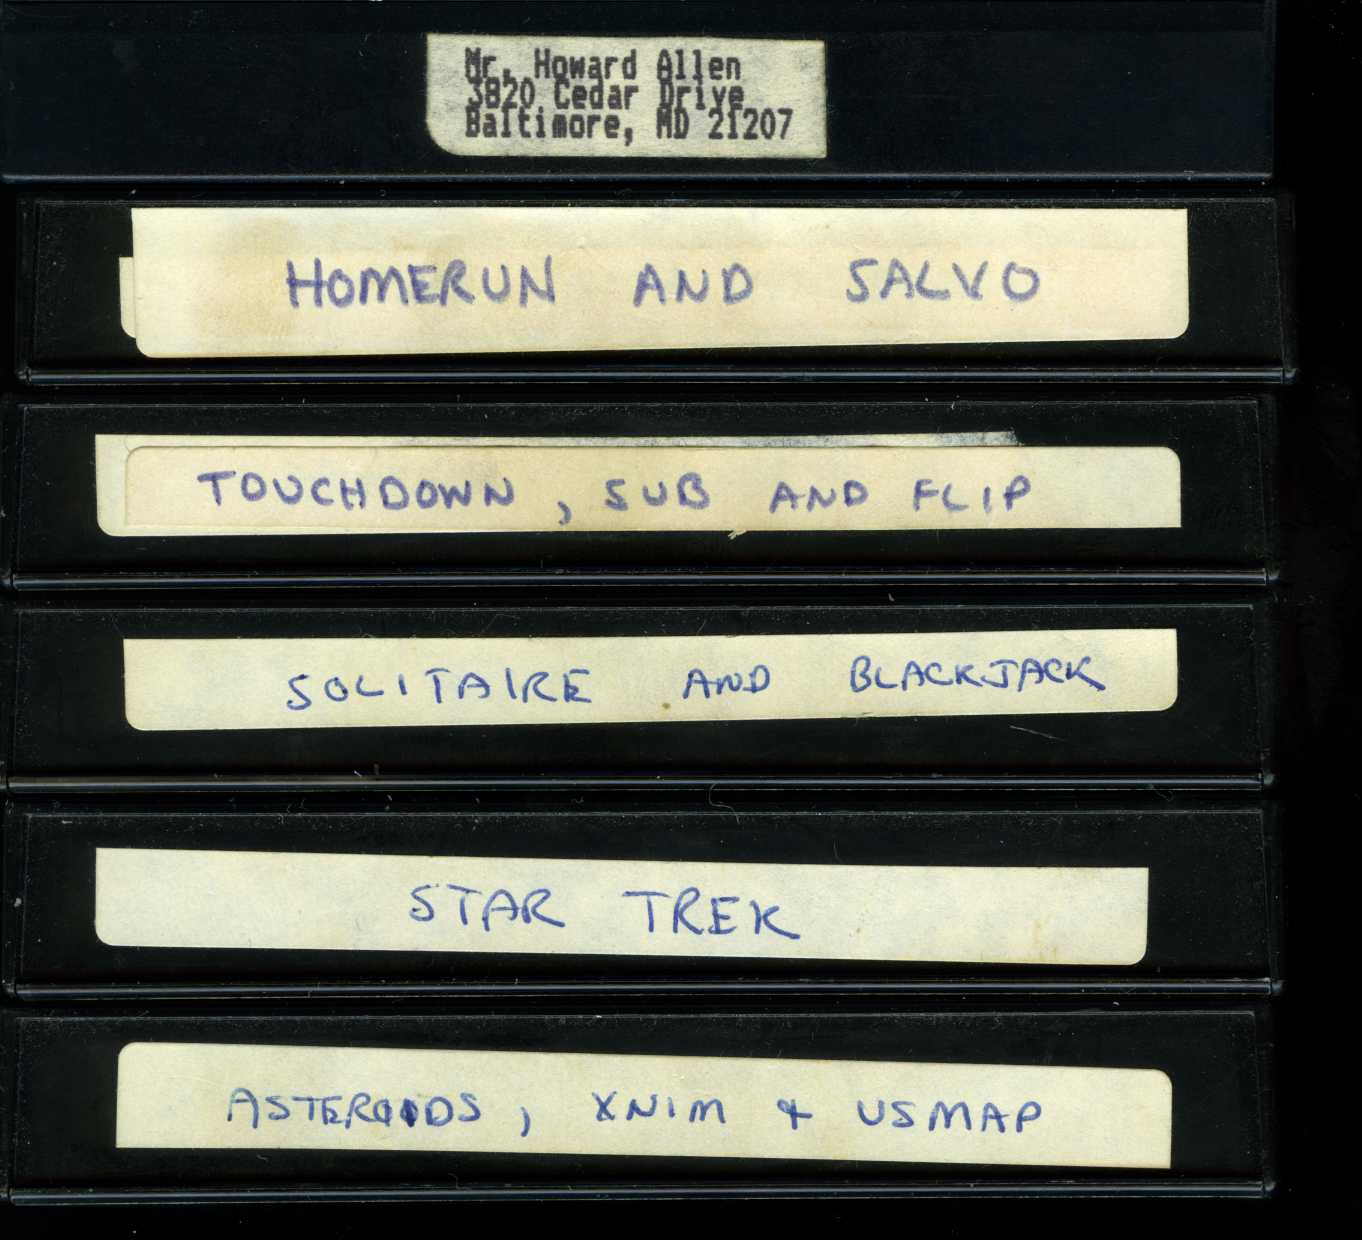 Mr. Howard Allen
3820 Cedar Drive
Baltimore, MD 21207
HOMERUN AND SALVO
TOUCHDOWN, SUB AND FLIP
SOLITAIRE AND BLACKJACK
STAR TREK
ASTEROIDS, XNIM & USMAP